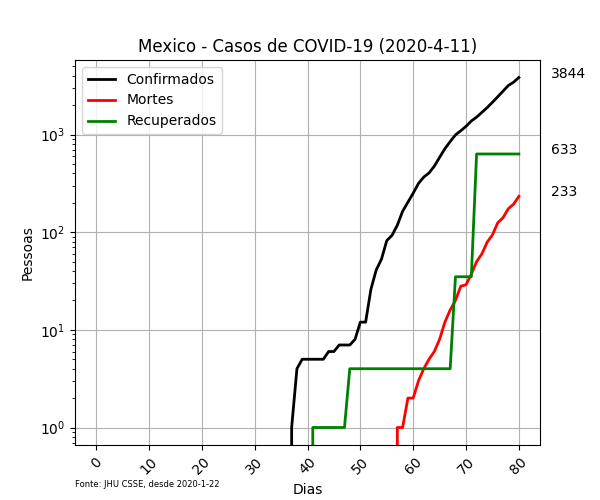 Mexico - Casos de COVID-19 (2020-4-11)
Confirmados
Mortes
Recuperados
3844
633
233
10³
10²
10¹
10⁰
Pessoas
0 10 20 30 40 50 60 70 80
Dias
Fonte: JHU CSSE, desde 2020-1-22